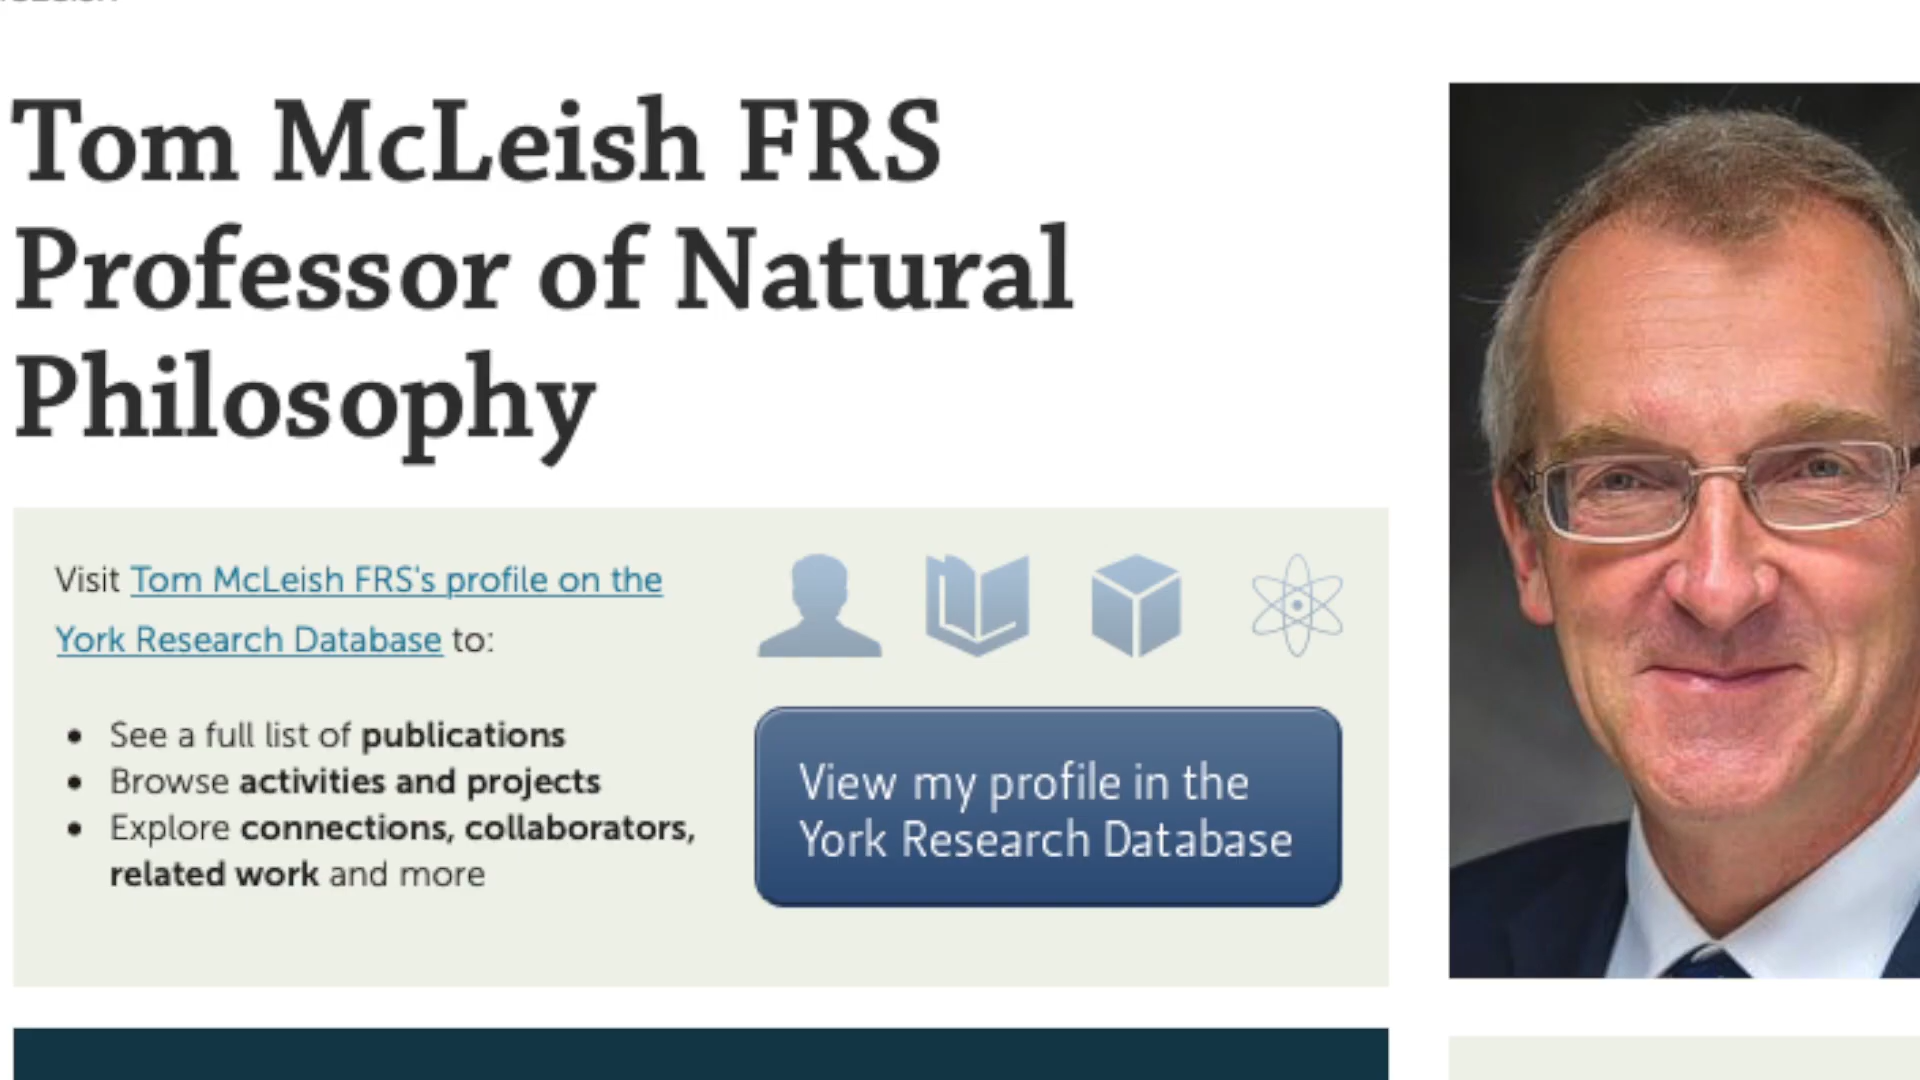 Tom McLeish FRS
Professor of Natural
Philosophy
Visit Tom McLeish FRS's profile on the
York Research Database to:
• See a full list of publications
• Browse activities and projects
• Explore connections, collaborators,
related work and more
View my profile in the
York Research Database